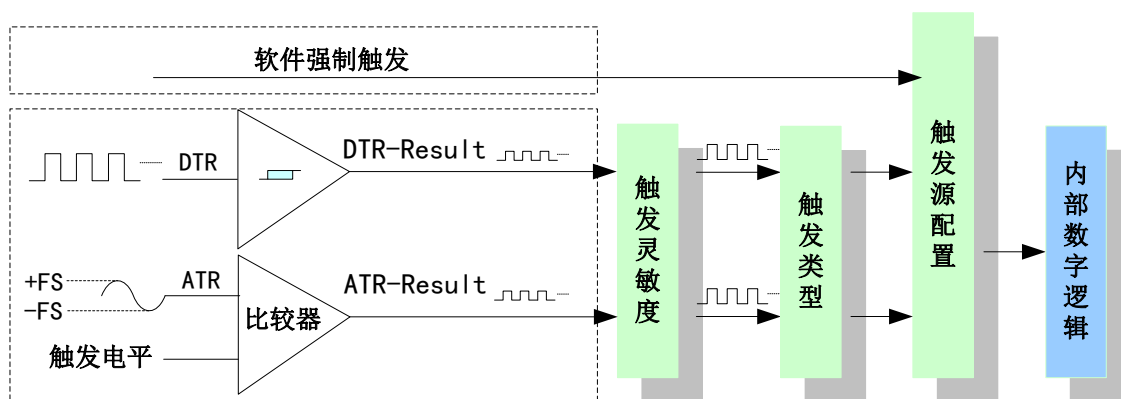 软件强制触发
DTR
DTR-Result
+FS
-FS
ATR
ATR-Result
触发电平
比较器
触发灵敏度
触发类型
触发源配置
内部数字逻辑